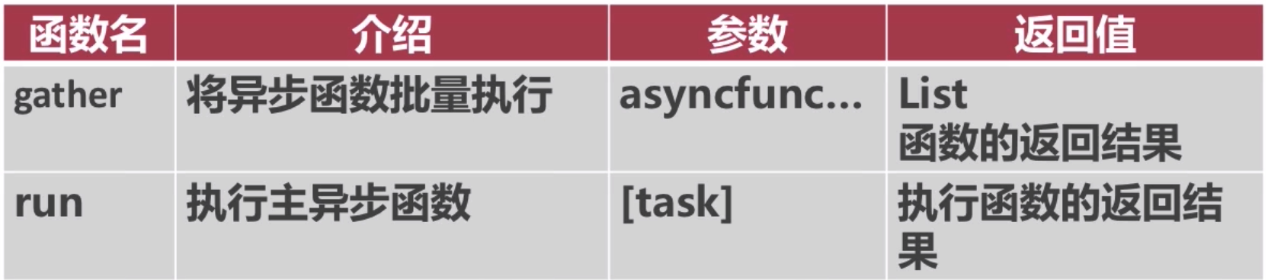 函数名 介绍 参数 返回值
gather 将异步函数批量执行 asyncfunc... List
函数的返回结果
run 执行主异步函数 [task] 执行函数的返回结
果